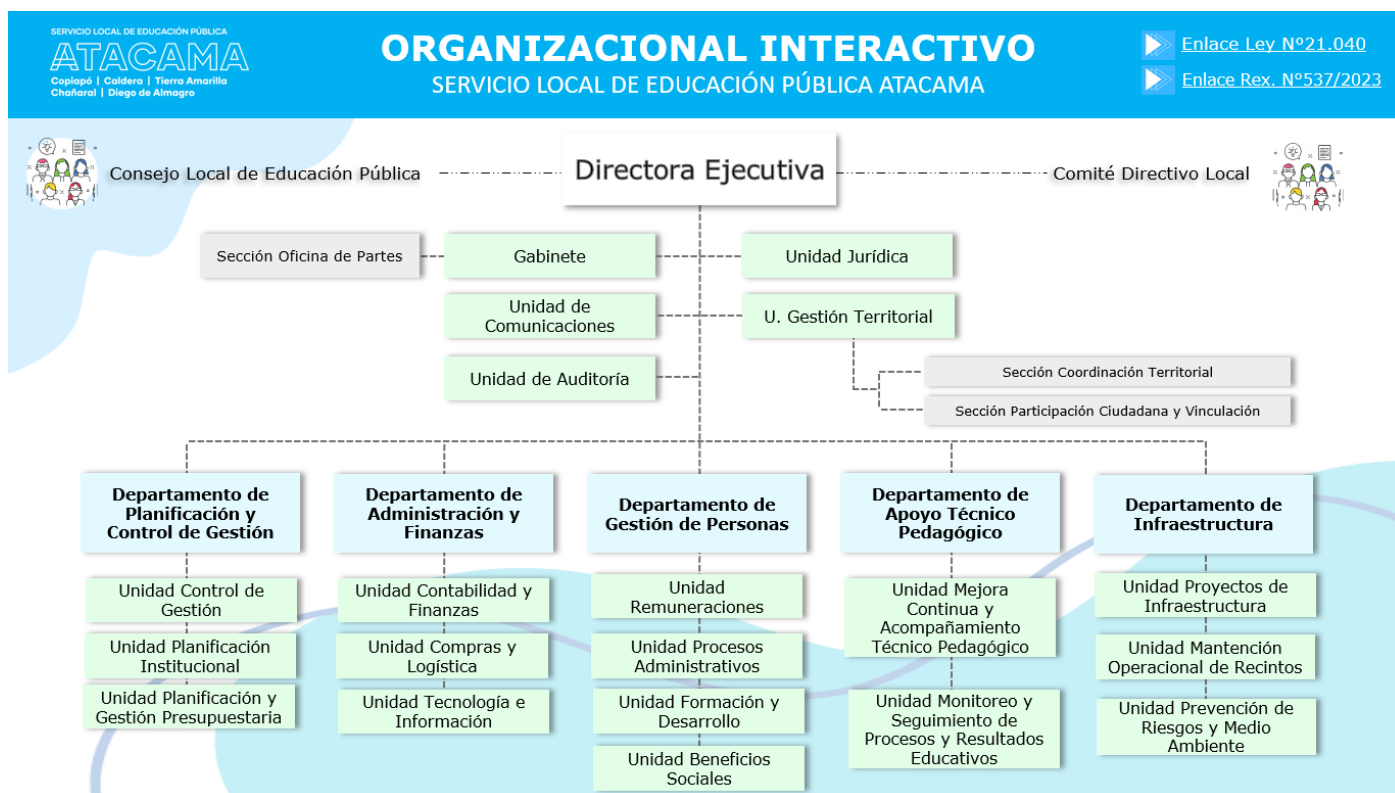 SERVICIO LOCAL DE EDUCACIÓN PÚBLICA
ATACAMA
Copiapó | Caldera | Tierra Amarilla
Chañaral | Diego de Almagro
ORGANIZACIONAL INTERACTIVO
SERVICIO LOCAL DE EDUCACIÓN PÚBLICA ATACAMA
Enlace Ley Nº21.040
Enlace Rex. Nº537/2023
Consejo Local de Educación Pública
Directora Ejecutiva
Comité Directivo Local
Sección Oficina de Partes
Gabinete
Unidad Jurídica
Unidad de
Comunicaciones
U. Gestión Territorial
Unidad de Auditoría
Sección Coordinación Territorial
Sección Participación Ciudadana y Vinculación
Departamento de
Planificación y
Control de Gestión
Departamento de
Administración y
Finanzas
Departamento de
Gestión de Personas
Departamento de
Apoyo Técnico
Pedagógico
Departamento de
Infraestructura
Unidad Control de
Gestión
Unidad Planificación
Institucional
Unidad Planificación y
Gestión Presupuestaria
Unidad Contabilidad y
Finanzas
Unidad Compras y
Logística
Unidad Tecnología e
Información
Unidad
Remuneraciones
Unidad Procesos
Administrativos
Unidad Formación y
Desarrollo
Unidad Beneficios
Sociales
Unidad Mejora
Continua y
Acompañamiento
Técnico Pedagógico
Unidad Monitoreo y
Seguimiento de
Procesos y Resultados
Educativos
Unidad Proyectos de
Infraestructura
Unidad Mantención
Operacional de Recintos
Unidad Prevención de
Riesgos y Medio
Ambiente